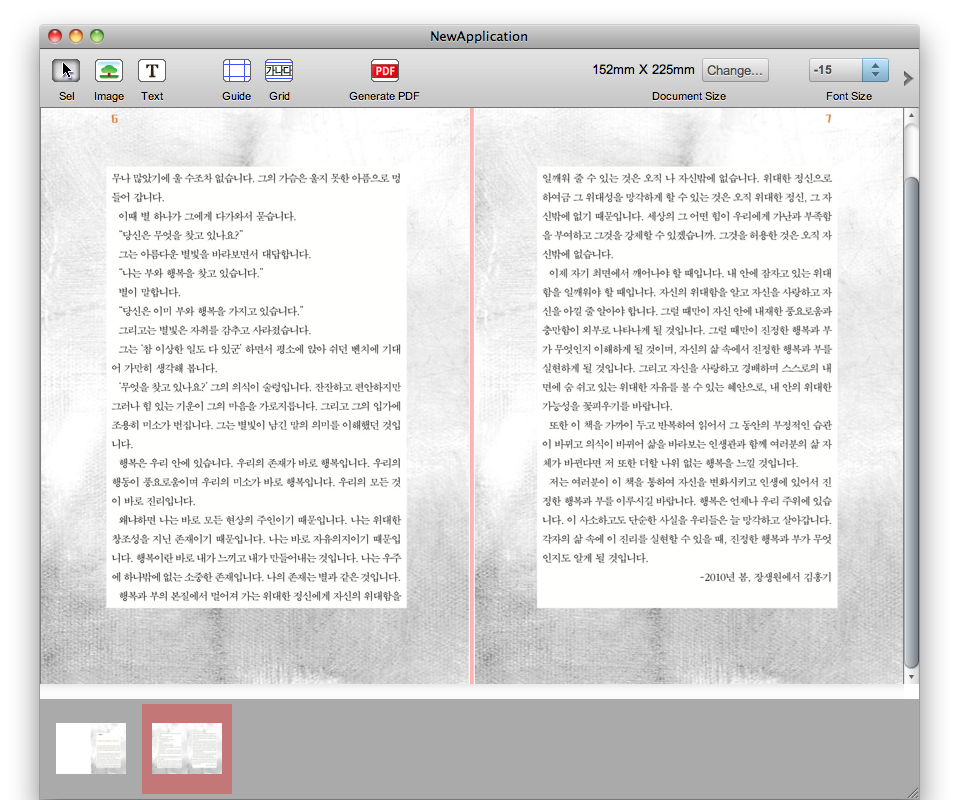 NewApplication
T
가나다
PDF
152mm X 225mm
Change...
-15
Sel
Image
Text
Guide
Grid
Generate PDF
Document Size
Font Size
6
무나 많았기에 울 수조차 없습니다. 그의 가슴은 울지 못한 아픔으로 멍
들어 갑니다.
이때 별 하나가 그에게 다가와서 묻습니다.
“당신은 무엇을 찾고 있나요?”
그는 아름다운 별빛을 바라보면서 대답합니다.
“나는 부와 행복을 찾고 있습니다.”
별이 말합니다.
“당신은 이미 부와 행복을 가지고 있습니다.”
그리고는 별빛은 자취를 감추고 사라졌습니다.
그는 ‘참 이상한 일도 다 있군’ 하면서 평소에 앉아 쉬던 벤치에 기대
어 가만히 생각해 봅니다.
‘무엇을 찾고 있나요?’ 그의 의식이 술렁입니다. 잔잔하고 편안하지만
그러나 힘 있는 기운이 그의 마음을 가로지릅니다. 그리고 그의 입가에
조용히 미소가 번집니다. 그는 별빛이 남긴 말의 의미를 이해했던 것입
니다.
행복은 우리 안에 있습니다. 우리의 존재가 바로 행복입니다. 우리의
행동이 풍요로움이며 우리의 미소가 바로 행복입니다. 우리의 모든 것
이 바로 진리입니다.
왜냐하면 나는 바로 모든 현상의 주인이기 때문입니다. 나는 위대한
창조성을 지닌 존재이기 때문입니다. 나는 바로 자유의지이기 때문입
니다. 행복이란 바로 내가 느끼고 내가 만들어내는 것입니다. 나는 우주
에 하나밖에 없는 소중한 존재입니다. 나의 존재는 별과 같은 것입니다.
행복과 부의 본질에서 멀어져 가는 위대한 정신에게 자신의 위대함을
7
일깨워 줄 수 있는 것은 오직 나 자신밖에 없습니다. 위대한 정신으로
하여금 그 위대성을 망각하게 할 수 있는 것은 오직 위대한 정신, 그 자
신밖에 없기 때문입니다. 세상의 그 어떤 힘이 우리에게 가난과 부족함
을 부여하고 그것을 강제할 수 있겠습니까. 그것을 허용한 것은 오직 자
신밖에 없습니다.
이제 자기 최면에서 깨어나야 할 때입니다. 내 안에 잠자고 있는 위대
함을 일깨워야 할 때입니다. 자신의 위대함을 알고 자신을 사랑하고 자
신을 아낄 줄 알아야 합니다. 그럴 때만이 자신 안에 내재한 풍요로움과
충만함이 외부로 나타나게 될 것입니다. 그럴 때만이 진정한 행복과 부
가 무엇인지 이해하게 될 것이며, 자신의 삶 속에서 진정한 행복과 부를
실현하게 될 것입니다. 그리고 자신을 사랑하고 경배하며 스스로의 내
면에 숨 쉬고 있는 위대한 자유를 볼 수 있는 혜안으로, 내 안의 위대한
가능성을 꽃피우기를 바랍니다.
또한 이 책을 가까이 두고 반복하여 읽어서 그 동안의 부정적인 습관
이 바뀌고 의식이 바뀌어 삶을 바라보는 인생관과 함께 여러분의 삶 자
체가 바뀐다면 저 또한 더할 나위 없는 행복을 느낄 것입니다.
저는 여러분이 이 책을 통하여 자신을 변화시키고 인생에 있어서 진
정한 행복과 부를 이루시길 바랍니다. 행복은 언제나 우리 주위에 있습
니다. 이 사소하고도 단순한 사실을 우리들은 늘 망각하고 살아갑니다.
각자의 삶 속에 이 진리를 실현할 수 있을 때, 진정한 행복과 부가 무엇
인지도 알게 될 것입니다.
-2010년 봄, 장생원에서 김홍기